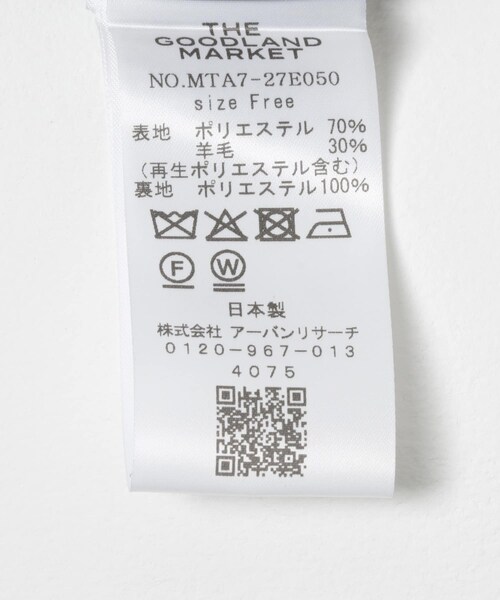 THE
GOODLAND
MARKET
NO.MTA7-27E050
size Free
表地 ポリエステル 70%
羊毛 30%
(再生ポリエステル含む)
裏地 ポリエステル100%
F W
日本製
株式会社 アーバンリサーチ
0120-967-013
4075